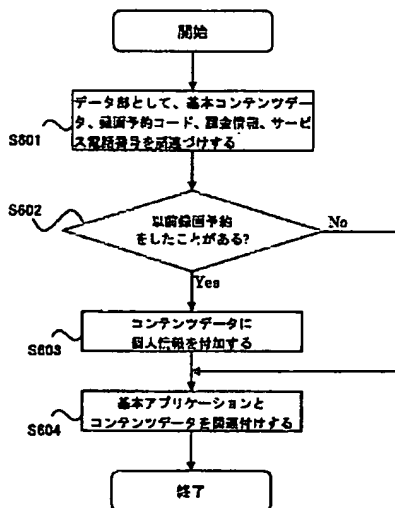 開始
データ部として、基本コンテンツデー
タ、録画予約コード、課金情報、サービ
ス電話番号を関連づけする
S601
S602
以前録画予約
をしたことがある?
No
Yes
コンテンツデータに
個人情報を付加する
S603
基本アプリケーションと
コンテンツデータを関連付けする
S604
終了